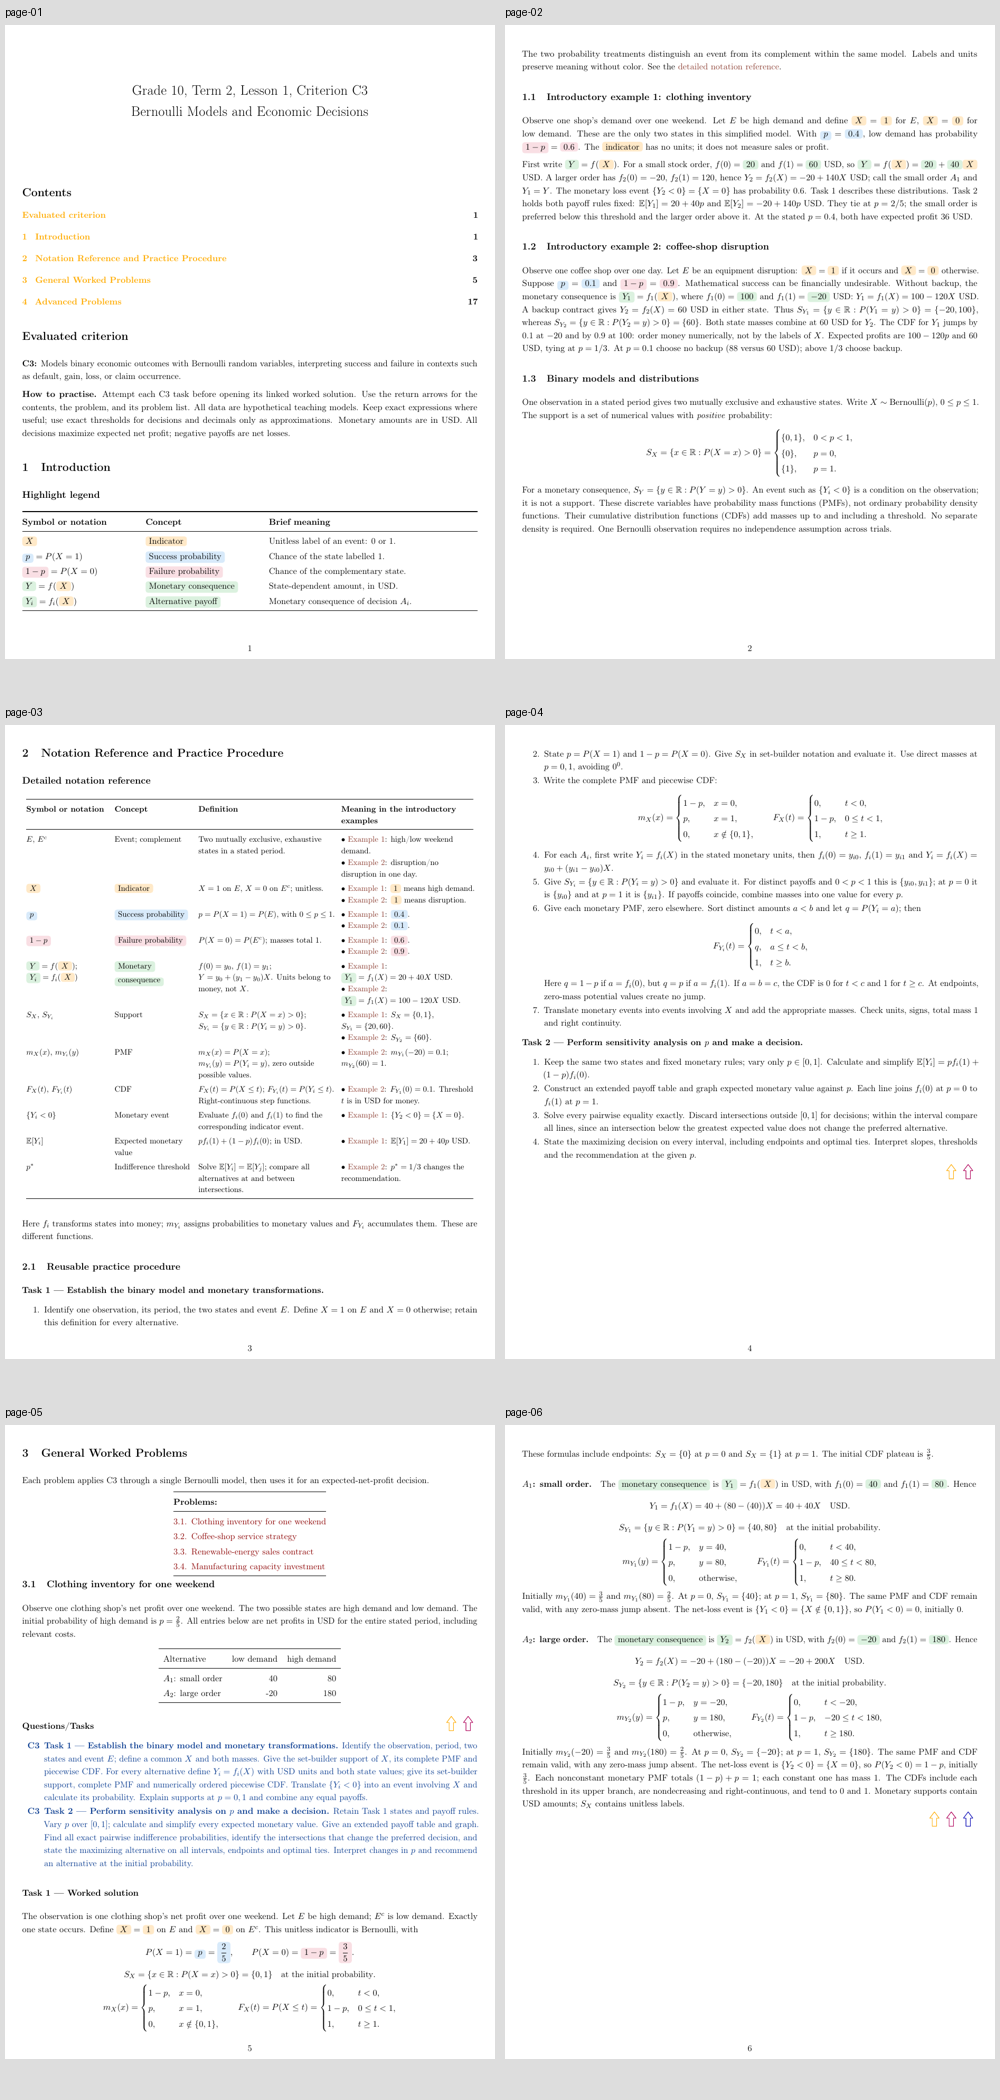 page-01
Grade 10, Term 2, Lesson 1, Criterion C3
Bernoulli Models and Economic Decisions
Contents
Evaluated criterion 1
1 Introduction 1
2 Notation Reference and Practice Procedure 3
3 General Worked Problems 5
4 Advanced Problems 17
Evaluated criterion
C3: Models binary economic outcomes with Bernoulli random variables, interpreting success and failure in contexts such
as default, gain, loss, or claim occurrence.
How to practise. Attempt each C3 task before opening its linked worked solution. Use the return arrows for the
contents, the problem, and its problem list. All data are hypothetical teaching models. Keep exact expressions where
useful; use exact thresholds for decisions and decimals only as approximations. Monetary amounts are in USD. All
decisions maximize expected net profit; negative payoffs are net losses.
1 Introduction
Highlight legend
Symbol or notation Concept Brief meaning
X Indicator Unitless label of an event: 0 or 1.
p = P(X = 1) Success probability Chance of the state labelled 1.
1 − p = P(X = 0) Failure probability Chance of the complementary state.
Y = f(X) Monetary consequence State-dependent amount, in USD.
Yᵢ = fᵢ(X) Alternative payoff Monetary consequence of decision Aᵢ.
1
page-02
The two probability treatments distinguish an event from its complement within the same model. Labels and units
preserve meaning without color. See the detailed notation reference.
1.1 Introductory example 1: clothing inventory
Observe one shop's demand over one weekend. Let E be high demand and define X = 1 for E, X = 0 for
low demand. These are the only two states in this simplified model. With p = 0.4, low demand has probability
1 − p = 0.6. The indicator has no units; it does not measure sales or profit.
First write Y = f(X). For a small stock order, f(0) = 20 and f(1) = 60 USD, so Y = f(X) = 20 + 40 X
USD. A larger order has f₂(0) = −20, f₂(1) = 120, hence Y₂ = f₂(X) = −20 + 140X USD; call the small order A₁ and
Y₁ = Y. The monetary loss event {Y₂ < 0} = {X = 0} has probability 0.6. Task 1 describes these distributions. Task 2
holds both payoff rules fixed: 𝔼[Y₁] = 20 + 40p and 𝔼[Y₂] = −20 + 140p USD. They tie at p = 2/5; the small order is
preferred below this threshold and the larger order above it. At the stated p = 0.4, both have expected profit 36 USD.
1.2 Introductory example 2: coffee-shop disruption
Observe one coffee shop over one day. Let E be an equipment disruption: X = 1 if it occurs and X = 0 otherwise.
Suppose p = 0.1 and 1 − p = 0.9. Mathematical success can be financially undesirable. Without backup, the
monetary consequence is Y₁ = f₁(X), where f₁(0) = 100 and f₁(1) = −20 USD: Y₁ = f₁(X) = 100 − 120X USD.
A backup contract gives Y₂ = f₂(X) = 60 USD in either state. Thus S_Y₁ = {y ∈ ℝ : P(Y₁ = y) > 0} = {−20, 100},
whereas S_Y₂ = {y ∈ ℝ : P(Y₂ = y) > 0} = {60}. Both state masses combine at 60 USD for Y₂. The CDF for Y₁ jumps by
0.1 at −20 and by 0.9 at 100: order money numerically, not by the labels of X. Expected profits are 100 − 120p and 60
USD, tying at p = 1/3. At p = 0.1 choose no backup (88 versus 60 USD); above 1/3 choose backup.
1.3 Binary models and distributions
One observation in a stated period gives two mutually exclusive and exhaustive states. Write X ∼ Bernoulli(p), 0 ≤ p ≤ 1.
The support is a set of numerical values with positive probability:
S_X = {x ∈ ℝ : P(X = x) > 0} = { {0, 1}, 0 < p < 1,
{0}, p = 0,
{1}, p = 1.
For a monetary consequence, S_Y = {y ∈ ℝ : P(Y = y) > 0}. An event such as {Yᵢ < 0} is a condition on the observation;
it is not a support. These discrete variables have probability mass functions (PMFs), not ordinary probability density
functions. Their cumulative distribution functions (CDFs) add masses up to and including a threshold. No separate
density is required. One Bernoulli observation requires no independence assumption across trials.
2
page-03
2 Notation Reference and Practice Procedure
Detailed notation reference
Symbol or notation Concept Definition Meaning in the introductory
examples
E, Eᶜ Event; complement Two mutually exclusive, exhaustive • Example 1: high/low weekend
states in a stated period. demand.
• Example 2: disruption/no
disruption in one day.
X Indicator X = 1 on E, X = 0 on Eᶜ; unitless. • Example 1: 1 means high demand.
• Example 2: 1 means disruption.
p Success probability p = P(X = 1) = P(E), with 0 ≤ p ≤ 1. • Example 1: 0.4.
• Example 2: 0.1.
1 − p Failure probability P(X = 0) = P(Eᶜ); masses total 1. • Example 1: 0.6.
• Example 2: 0.9.
Y = f(X); Monetary f(0) = y₀, f(1) = y₁; • Example 1:
Yᵢ = fᵢ(X) consequence Y = y₀ + (y₁ − y₀)X. Units belong to Y₁ = f₁(X) = 20 + 40X USD.
money, not X. • Example 2:
Y₁ = f₁(X) = 100 − 120X USD.
S_X, S_Yᵢ Support S_X = {x ∈ ℝ : P(X = x) > 0}; • Example 1: S_X = {0, 1},
S_Yᵢ = {y ∈ ℝ : P(Yᵢ = y) > 0}. S_Y₁ = {20, 60}.
• Example 2: S_Y₂ = {60}.
m_X(x), m_Yᵢ(y) PMF m_X(x) = P(X = x); • Example 2: m_Y₁(−20) = 0.1;
m_Yᵢ(y) = P(Yᵢ = y), zero outside m_Y₂(60) = 1.
possible values.
F_X(t), F_Yᵢ(t) CDF F_X(t) = P(X ≤ t); F_Yᵢ(t) = P(Yᵢ ≤ t). • Example 2: F_Y₁(0) = 0.1. Threshold
Right-continuous step functions. t is in USD for money.
{Yᵢ < 0} Monetary event Evaluate fᵢ(0) and fᵢ(1) to find the • Example 1: {Y₂ < 0} = {X = 0}.
corresponding indicator event.
𝔼[Yᵢ] Expected monetary pfᵢ(1) + (1 − p)fᵢ(0); in USD. • Example 1: 𝔼[Y₁] = 20 + 40p USD.
value
p* Indifference threshold Solve 𝔼[Yᵢ] = 𝔼[Yⱼ]; compare all • Example 2: p* = 1/3 changes the
alternatives at and between recommendation.
intersections.
Here fᵢ transforms states into money; m_Yᵢ assigns probabilities to monetary values and F_Yᵢ accumulates them. These are
different functions.
2.1 Reusable practice procedure
Task 1 — Establish the binary model and monetary transformations.
1. Identify one observation, its period, the two states and event E. Define X = 1 on E and X = 0 otherwise; retain
this definition for every alternative.
3
page-04
2. State p = P(X = 1) and 1 − p = P(X = 0). Give S_X in set-builder notation and evaluate it. Use direct masses at
p = 0, 1, avoiding 0⁰.
3. Write the complete PMF and piecewise CDF:
m_X(x) = { 1 − p, x = 0, F_X(t) = { 0, t < 0,
p, x = 1, 1 − p, 0 ≤ t < 1,
0, x ∉ {0, 1}, 1, t ≥ 1.
4. For each Aᵢ, first write Yᵢ = fᵢ(X) in the stated monetary units, then fᵢ(0) = yᵢ₀, fᵢ(1) = yᵢ₁ and Yᵢ = fᵢ(X) =
yᵢ₀ + (yᵢ₁ − yᵢ₀)X.
5. Give S_Yᵢ = {y ∈ ℝ : P(Yᵢ = y) > 0} and evaluate it. For distinct payoffs and 0 < p < 1 this is {yᵢ₀, yᵢ₁}; at p = 0 it
is {yᵢ₀} and at p = 1 it is {yᵢ₁}. If payoffs coincide, combine masses into one value for every p.
6. Give each monetary PMF, zero elsewhere. Sort distinct amounts a < b and let q = P(Yᵢ = a); then
F_Yᵢ(t) = { 0, t < a,
q, a ≤ t < b,
1, t ≥ b.
Here q = 1 − p if a = fᵢ(0), but q = p if a = fᵢ(1). If a = b = c, the CDF is 0 for t < c and 1 for t ≥ c. At endpoints,
zero-mass potential values create no jump.
7. Translate monetary events into events involving X and add the appropriate masses. Check units, signs, total mass 1
and right continuity.
Task 2 — Perform sensitivity analysis on p and make a decision.
1. Keep the same two states and fixed monetary rules; vary only p ∈ [0, 1]. Calculate and simplify 𝔼[Yᵢ] = pfᵢ(1) +
(1 − p)fᵢ(0).
2. Construct an extended payoff table and graph expected monetary value against p. Each line joins fᵢ(0) at p = 0 to
fᵢ(1) at p = 1.
3. Solve every pairwise equality exactly. Discard intersections outside [0, 1] for decisions; within the interval compare
all lines, since an intersection below the greatest expected value does not change the preferred alternative.
4. State the maximizing decision on every interval, including endpoints and optimal ties. Interpret slopes, thresholds
and the recommendation at the given p.
4
page-05
3 General Worked Problems
Each problem applies C3 through a single Bernoulli model, then uses it for an expected-net-profit decision.
Problems:
3.1. Clothing inventory for one weekend
3.2. Coffee-shop service strategy
3.3. Renewable-energy sales contract
3.4. Manufacturing capacity investment
3.1 Clothing inventory for one weekend
Observe one clothing shop's net profit over one weekend. The two possible states are high demand and low demand. The
initial probability of high demand is p = 2/5. All entries below are net profits in USD for the entire stated period, including
relevant costs.
Alternative low demand high demand
A₁: small order 40 80
A₂: large order -20 180
Questions/Tasks
C3 Task 1 — Establish the binary model and monetary transformations. Identify the observation, period, two
states and event E; define a common X and both masses. Give the set-builder support of X, its complete PMF and
piecewise CDF. For every alternative define Yᵢ = fᵢ(X) with USD units and both state values; give its set-builder
support, complete PMF and numerically ordered piecewise CDF. Translate {Yᵢ < 0} into an event involving X and
calculate its probability. Explain supports at p = 0, 1 and combine any equal payoffs.
C3 Task 2 — Perform sensitivity analysis on p and make a decision. Retain Task 1 states and payoff rules.
Vary p over [0, 1]; calculate and simplify every expected monetary value. Give an extended payoff table and graph.
Find all exact pairwise indifference probabilities, identify the intersections that change the preferred decision, and
state the maximizing alternative on all intervals, endpoints and optimal ties. Interpret changes in p and recommend
an alternative at the initial probability.
Task 1 — Worked solution
The observation is one clothing shop's net profit over one weekend. Let E be high demand; Eᶜ is low demand. Exactly
one state occurs. Define X = 1 on E and X = 0 on Eᶜ. This unitless indicator is Bernoulli, with
P(X = 1) = p = 2/5, P(X = 0) = 1 − p = 3/5.
S_X = {x ∈ ℝ : P(X = x) > 0} = {0, 1} at the initial probability.
m_X(x) = { 1 − p, x = 0, F_X(t) = P(X ≤ t) = { 0, t < 0,
p, x = 1, 1 − p, 0 ≤ t < 1,
0, x ∉ {0, 1}, 1, t ≥ 1.
5
page-06
These formulas include endpoints: S_X = {0} at p = 0 and S_X = {1} at p = 1. The initial CDF plateau is 3/5.
A₁: small order. The monetary consequence is Y₁ = f₁(X) in USD, with f₁(0) = 40 and f₁(1) = 80. Hence
Y₁ = f₁(X) = 40 + (80 − (40))X = 40 + 40X USD.
S_Y₁ = {y ∈ ℝ : P(Y₁ = y) > 0} = {40, 80} at the initial probability.
m_Y₁(y) = { 1 − p, y = 40, F_Y₁(t) = { 0, t < 40,
p, y = 80, 1 − p, 40 ≤ t < 80,
0, otherwise, 1, t ≥ 80.
Initially m_Y₁(40) = 3/5 and m_Y₁(80) = 2/5. At p = 0, S_Y₁ = {40}; at p = 1, S_Y₁ = {80}. The same PMF and CDF remain
valid, with any zero-mass jump absent. The net-loss event is {Y₁ < 0} = {X ∉ {0, 1}}, so P(Y₁ < 0) = 0, initially 0.
A₂: large order. The monetary consequence is Y₂ = f₂(X) in USD, with f₂(0) = −20 and f₂(1) = 180. Hence
Y₂ = f₂(X) = −20 + (180 − (−20))X = −20 + 200X USD.
S_Y₂ = {y ∈ ℝ : P(Y₂ = y) > 0} = {−20, 180} at the initial probability.
m_Y₂(y) = { 1 − p, y = −20, F_Y₂(t) = { 0, t < −20,
p, y = 180, 1 − p, −20 ≤ t < 180,
0, otherwise, 1, t ≥ 180.
Initially m_Y₂(−20) = 3/5 and m_Y₂(180) = 2/5. At p = 0, S_Y₂ = {−20}; at p = 1, S_Y₂ = {180}. The same PMF and CDF
remain valid, with any zero-mass jump absent. The net-loss event is {Y₂ < 0} = {X = 0}, so P(Y₂ < 0) = 1 − p, initially
3/5. Each nonconstant monetary PMF totals (1 − p) + p = 1; each constant one has mass 1. The CDFs include each
threshold in its upper branch, are nondecreasing and right-continuous, and tend to 0 and 1. Monetary supports contain
USD amounts; S_X contains unitless labels.
6